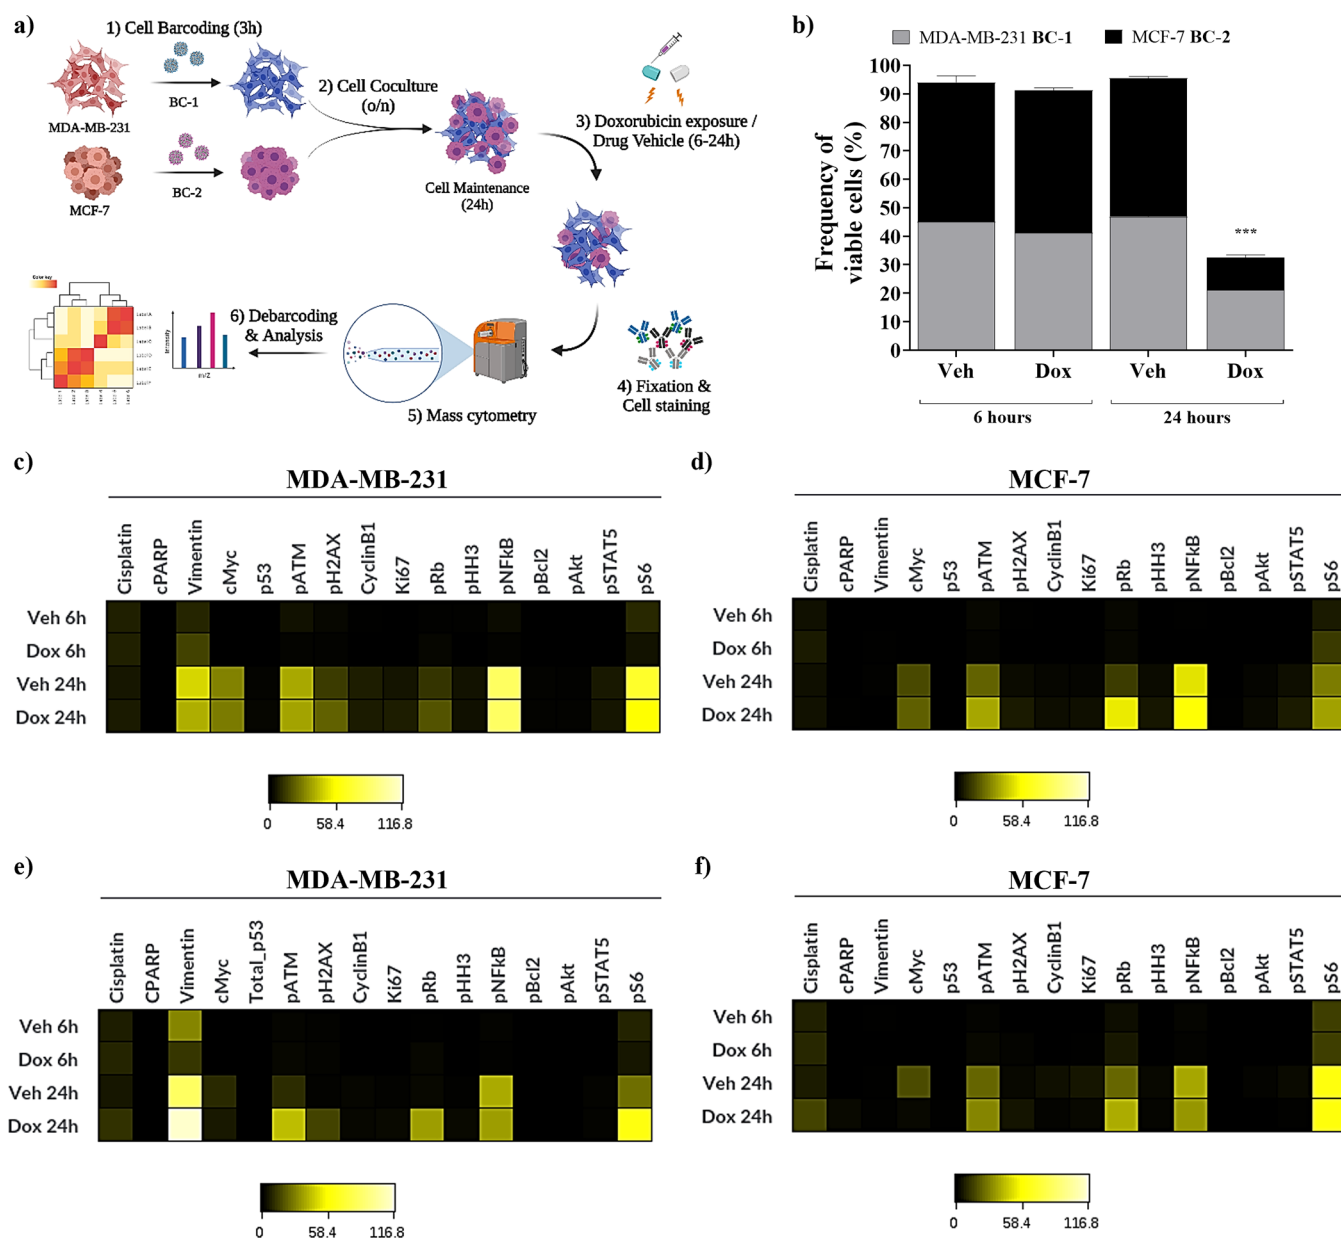 a)
1) Cell Barcoding (3h)
BC-1
MDA-MB-231
BC-2
MCF-7
2) Cell Coculture
(o/n)
Cell Maintenance
(24h)
3) Doxorubicin exposure /
Drug Vehicle (6-24h)
4) Fixation &
Cell staining
5) Mass cytometry
6) Debarcoding
& Analysis
Intensity
m/Z
Color Key
b)
MDA-MB-231 BC-1
MCF-7 BC-2
Frequency of
viable cells (%)
100
90
80
70
60
50
40
30
20
10
0
***
Veh
Dox
Veh
Dox
6 hours
24 hours
c)
MDA-MB-231
Cisplatin
cPARP
Vimentin
cMyc
p53
pATM
pH2AX
CyclinB1
Ki67
pRb
pHH3
pNFkB
pBcl2
pAkt
pSTAT5
pS6
Veh 6h
Dox 6h
Veh 24h
Dox 24h
0
58.4
116.8
d)
MCF-7
Cisplatin
cPARP
Vimentin
cMyc
p53
pATM
pH2AX
CyclinB1
Ki67
pRb
pHH3
pNFkB
pBcl2
pAkt
pSTAT5
pS6
Veh 6h
Dox 6h
Veh 24h
Dox 24h
0
58.4
116.8
e)
MDA-MB-231
Cisplatin
CPARP
Vimentin
cMyc
Total_p53
pATM
pH2AX
CyclinB1
Ki67
pRb
pHH3
pNFkB
pBcl2
pAkt
pSTAT5
pS6
Veh 6h
Dox 6h
Veh 24h
Dox 24h
0
58.4
116.8
f)
MCF-7
Cisplatin
cPARP
Vimentin
cMyc
p53
pATM
pH2AX
CyclinB1
Ki67
pRb
pHH3
pNFkB
pBcl2
pAkt
pSTAT5
pS6
Veh 6h
Dox 6h
Veh 24h
Dox 24h
0
58.4
116.8